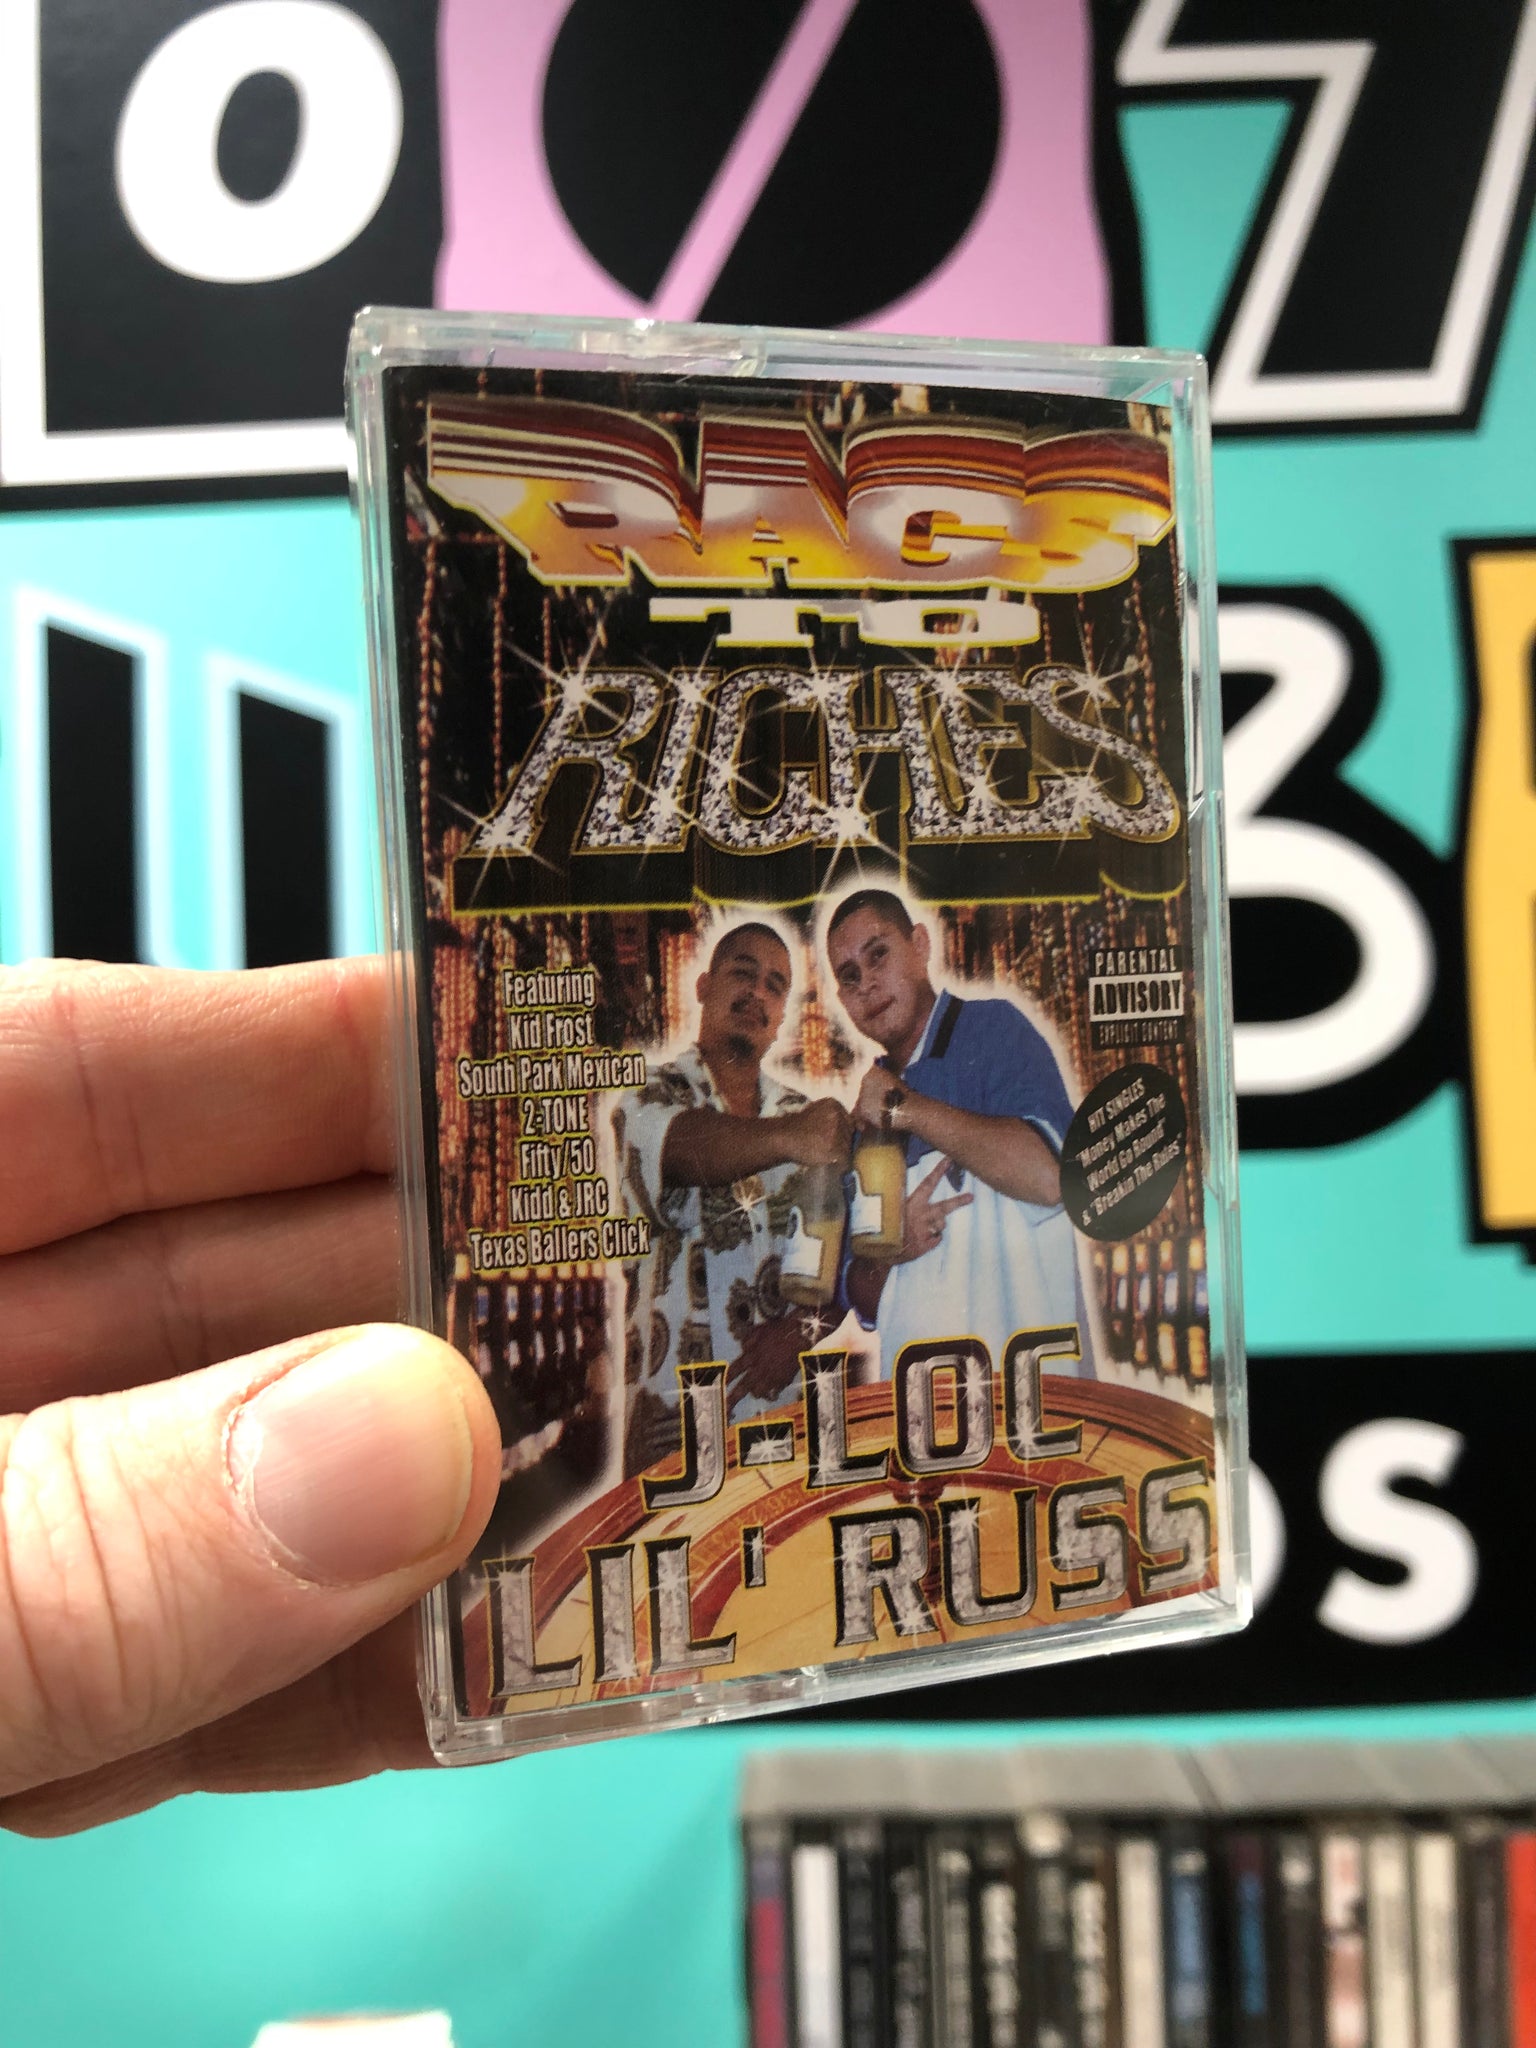 RAGS
TO
RICHES
Featuring
Kid Frost
South Park Mexican
2-TONE
Fifty/50
Kidd & JRC
Texas Ballers Click
PARENTAL
ADVISORY
EXPLICIT CONTENT
HIT SINGLES
"Money Makes The
World Go Round"
& "Breakin The Rules"
J-LOC
LIL' RUSS